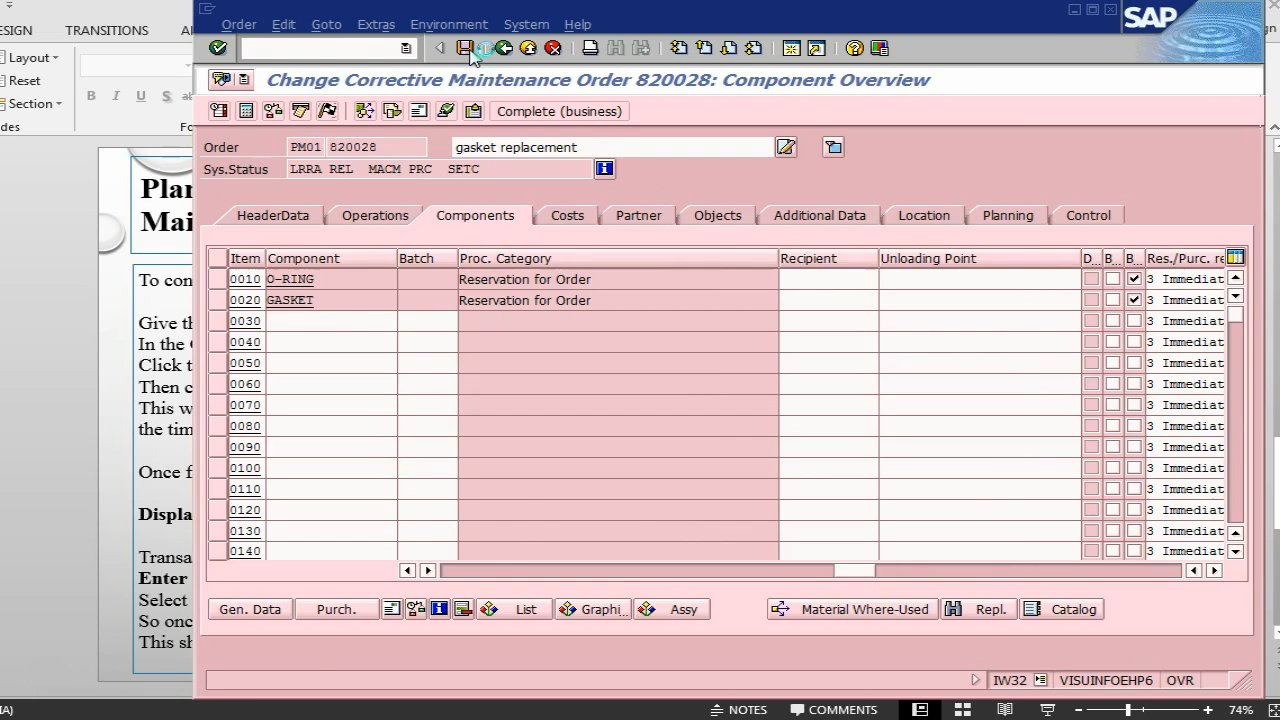 Order Edit Goto Extras Environment System Help
SAP
ESIGN TRANSITIONS
Layout
Reset
Section
B I U
Change Corrective Maintenance Order 820028: Component Overview
Complete (business)
Order PM01 820028 gasket replacement
Sys.Status LRRA REL MACM PRC SETC
HeaderData Operations Components Costs Partner Objects Additional Data Location Planning Control
Item Component Batch Proc. Category Recipient Unloading Point D... B... B... Res./Purc. re
0010 O-RING Reservation for Order 3 Immediat
0020 GASKET Reservation for Order 3 Immediat
0030 3 Immediat
0040 3 Immediat
0050 3 Immediat
0060 3 Immediat
0070 3 Immediat
0080 3 Immediat
0090 3 Immediat
0100 3 Immediat
0110 3 Immediat
0120 3 Immediat
0130 3 Immediat
0140 3 Immediat
Gen. Data Purch. List Graphi.. Assy Material Where-Used Repl. Catalog
IW32 VISUINFOEHP6 OVR
Plan
Mai
To con
Give th
In the
Click t
Then c
This w
the tim
Once f
Displa
Transa
Enter
Select
So onc
This sh
NOTES COMMENTS 74%